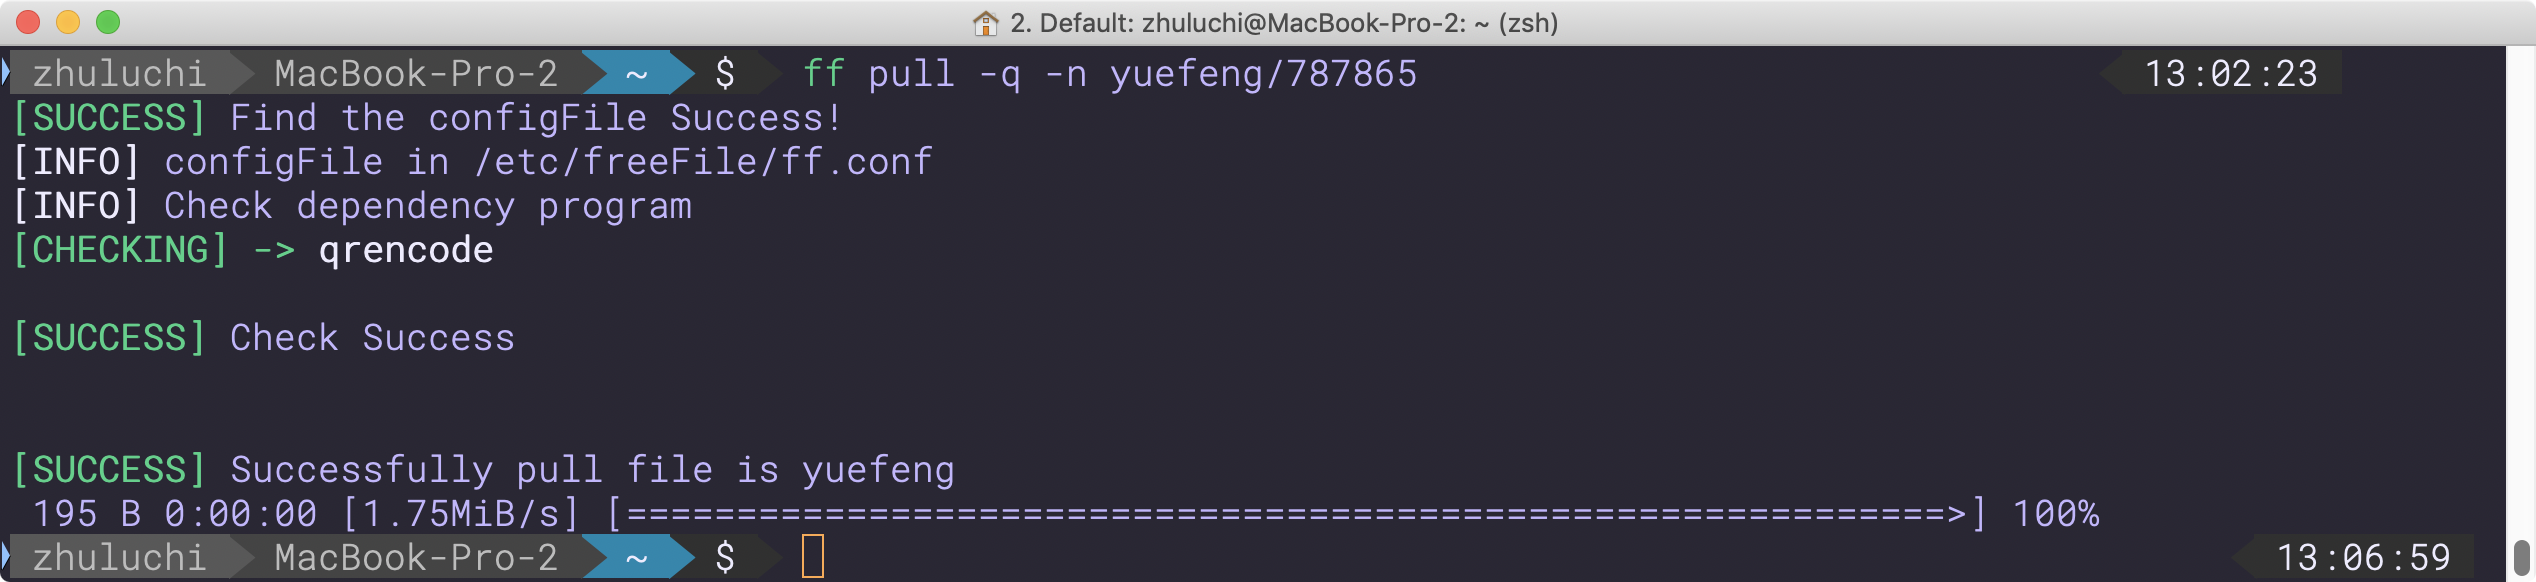 2. Default: zhuluchi@MacBook-Pro-2: ~ (zsh)
zhuluchi MacBook-Pro-2 ~ $ ff pull -q -n yuefeng/787865 13:02:23
[SUCCESS] Find the configFile Success!
[INFO] configFile in /etc/freeFile/ff.conf
[INFO] Check dependency program
[CHECKING] -> qrencode
[SUCCESS] Check Success
[SUCCESS] Successfully pull file is yuefeng
195 B 0:00:00 [1.75MiB/s] [============================================================>] 100%
zhuluchi MacBook-Pro-2 ~ $ 13:06:59